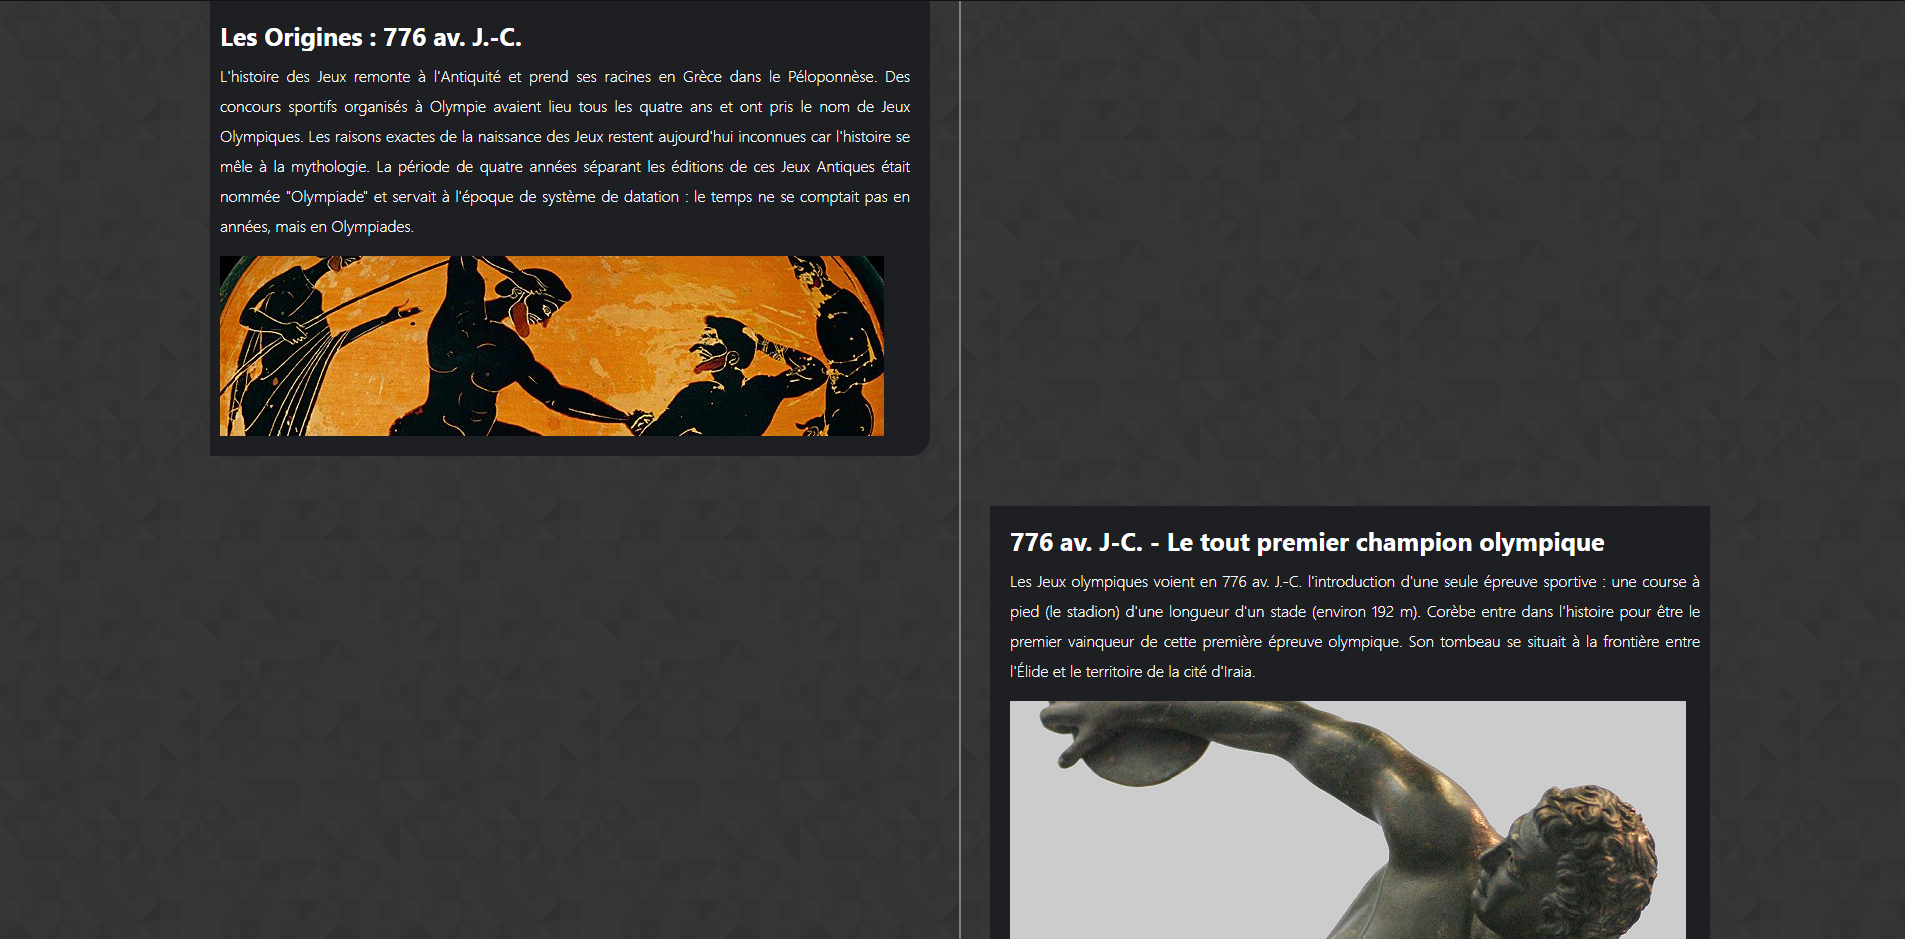 Les Origines : 776 av. J.-C.
L'histoire des Jeux remonte à l'Antiquité et prend ses racines en Grèce dans le Péloponnèse. Des
concours sportifs organisés à Olympie avaient lieu tous les quatre ans et ont pris le nom de Jeux
Olympiques. Les raisons exactes de la naissance des Jeux restent aujourd'hui inconnues car l'histoire se
mêle à la mythologie. La période de quatre années séparant les éditions de ces Jeux Antiques était
nommée "Olympiade" et servait à l'époque de système de datation : le temps ne se comptait pas en
années, mais en Olympiades.
776 av. J-C. - Le tout premier champion olympique
Les Jeux olympiques voient en 776 av. J.-C. l'introduction d'une seule épreuve sportive : une course à
pied (le stadion) d'une longueur d'un stade (environ 192 m). Corèbe entre dans l'histoire pour être le
premier vainqueur de cette première épreuve olympique. Son tombeau se situait à la frontière entre
l'Élide et le territoire de la cité d'Iraia.